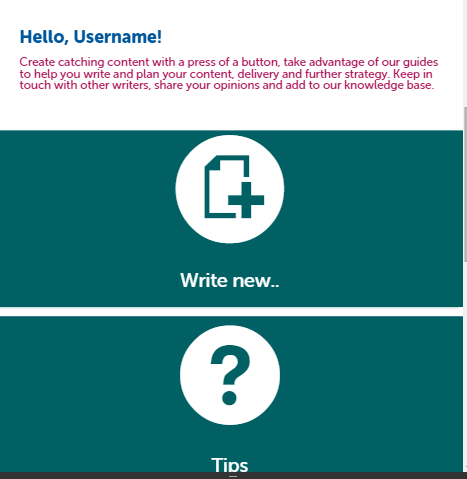 Hello, Username!
Create catching content with a press of a button, take advantage of our guides
to help you write and plan your content, delivery and further strategy. Keep in
touch with other writers, share your opinions and add to our knowledge base.
Write new..
?
Tips